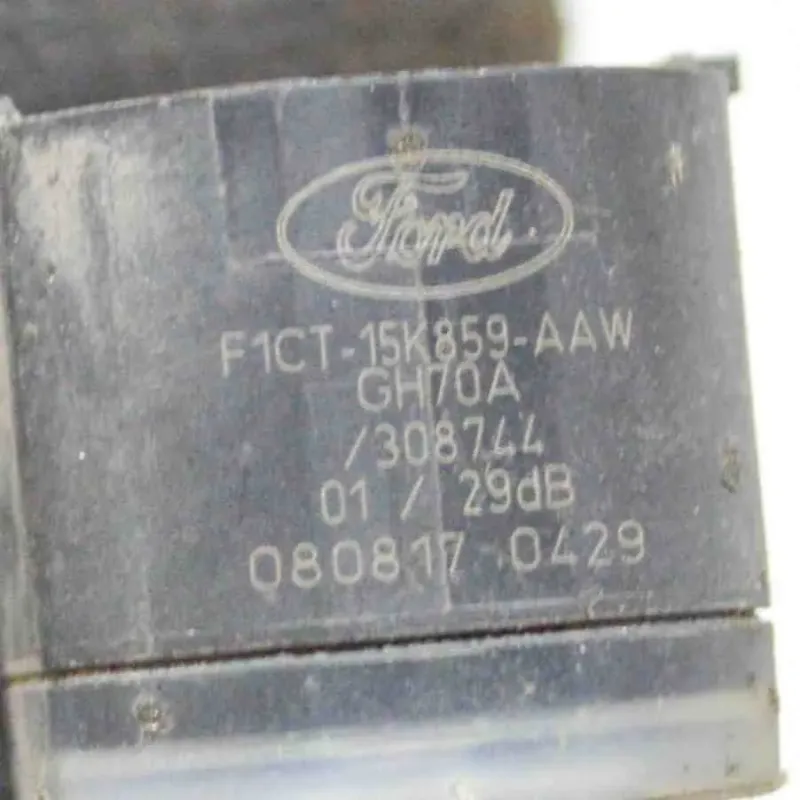 Ford
F1CT-15K859-AAW
GH70A
/308744
01 / 29dB
080817 0429